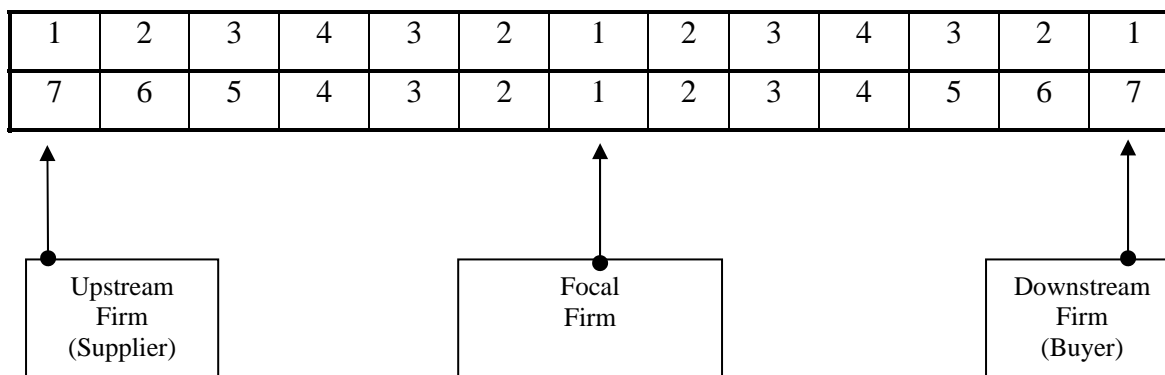 1 2 3 4 3 2 1 2 3 4 3 2 1
7 6 5 4 3 2 1 2 3 4 5 6 7
Upstream
Firm
(Supplier)
Focal
Firm
Downstream
Firm
(Buyer)